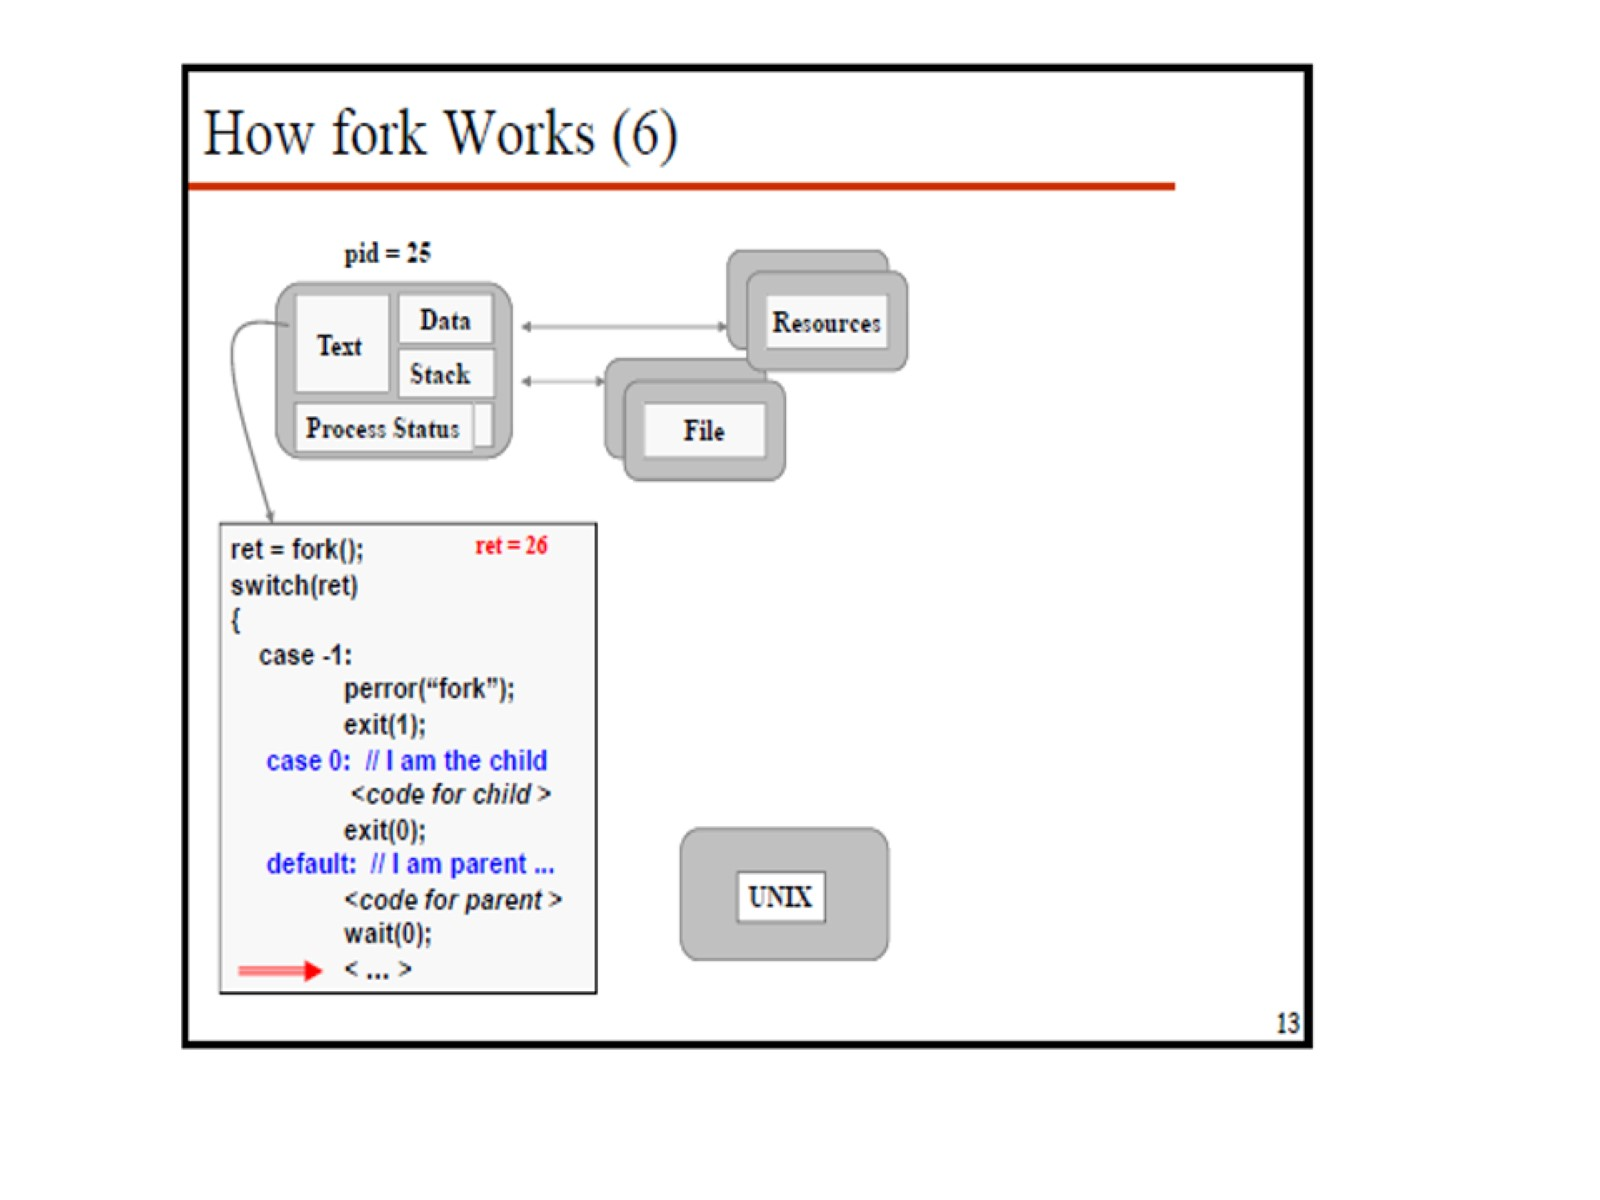 How fork Works (6)
pid = 25
Text
Data
Stack
Process Status
Resources
File
ret = fork();
ret = 26
switch(ret)
{
case -1:
perror(“fork”);
exit(1);
case 0:  // I am the child
<code for child >
exit(0);
default:  // I am parent ...
<code for parent >
wait(0);
< ... >
UNIX
13